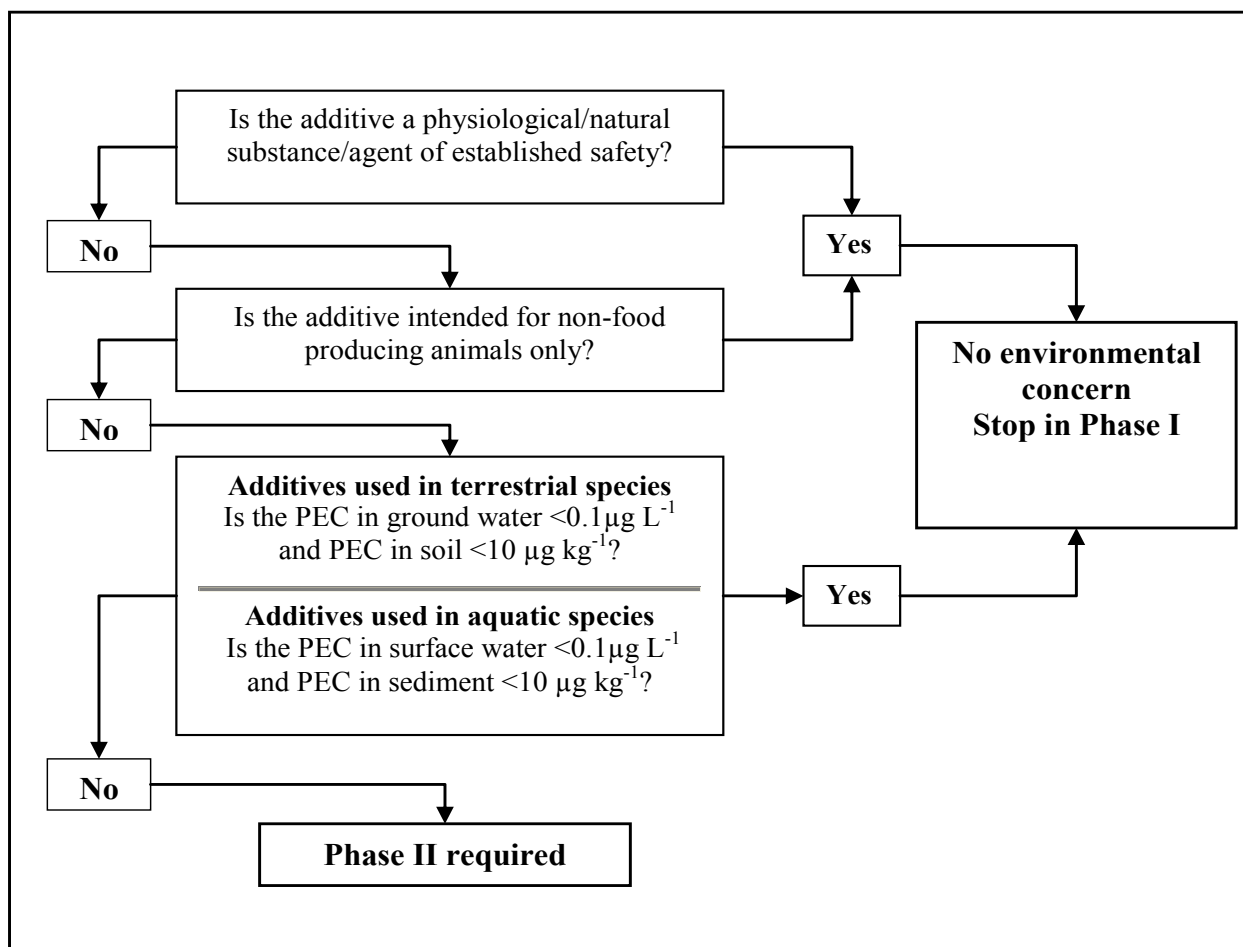 Is the additive a physiological/natural
substance/agent of established safety?
No
Yes
Is the additive intended for non-food
producing animals only?
No environmental
concern
Stop in Phase I
No
Additives used in terrestrial species
Is the PEC in ground water <0.1µg L-1
and PEC in soil <10 µg kg-1?
Yes
Additives used in aquatic species
Is the PEC in surface water <0.1µg L-1
and PEC in sediment <10 µg kg-1?
No
Phase II required